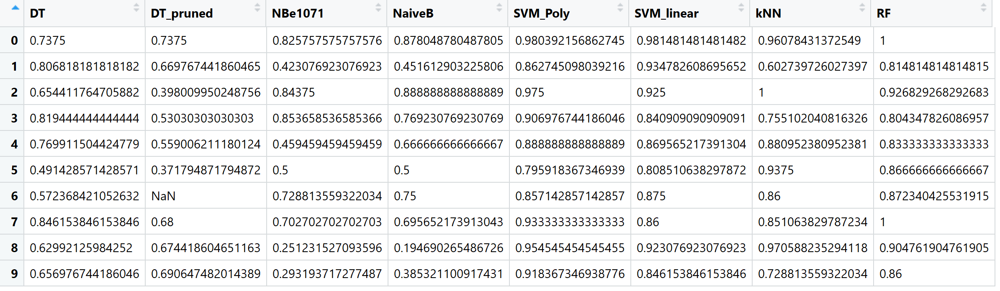 DT DT_pruned NBe1071 NaiveB SVM_Poly SVM_linear kNN RF
0 0.7375 0.7375 0.825757575757576 0.878048780487805 0.980392156862745 0.981481481481482 0.96078431372549 1
1 0.806818181818182 0.669767441860465 0.423076923076923 0.451612903225806 0.862745098039216 0.934782608695652 0.602739726027397 0.814814814814815
2 0.654411764705882 0.398009950248756 0.84375 0.888888888888889 0.975 0.925 1 0.926829268292683
3 0.819444444444444 0.53030303030303 0.853658536585366 0.769230769230769 0.906976744186046 0.840909090909091 0.755102040816326 0.804347826086957
4 0.769911504424779 0.559006211180124 0.459459459459459 0.666666666666667 0.888888888888889 0.869565217391304 0.880952380952381 0.833333333333333
5 0.491428571428571 0.371794871794872 0.5 0.5 0.795918367346939 0.808510638297872 0.9375 0.866666666666667
6 0.572368421052632 NaN 0.728813559322034 0.75 0.857142857142857 0.875 0.86 0.872340425531915
7 0.846153846153846 0.68 0.702702702702703 0.695652173913043 0.933333333333333 0.86 0.851063829787234 1
8 0.62992125984252 0.674418604651163 0.251231527093596 0.194690265486726 0.954545454545455 0.923076923076923 0.970588235294118 0.904761904761905
9 0.656976744186046 0.690647482014389 0.293193717277487 0.385321100917431 0.918367346938776 0.846153846153846 0.728813559322034 0.86